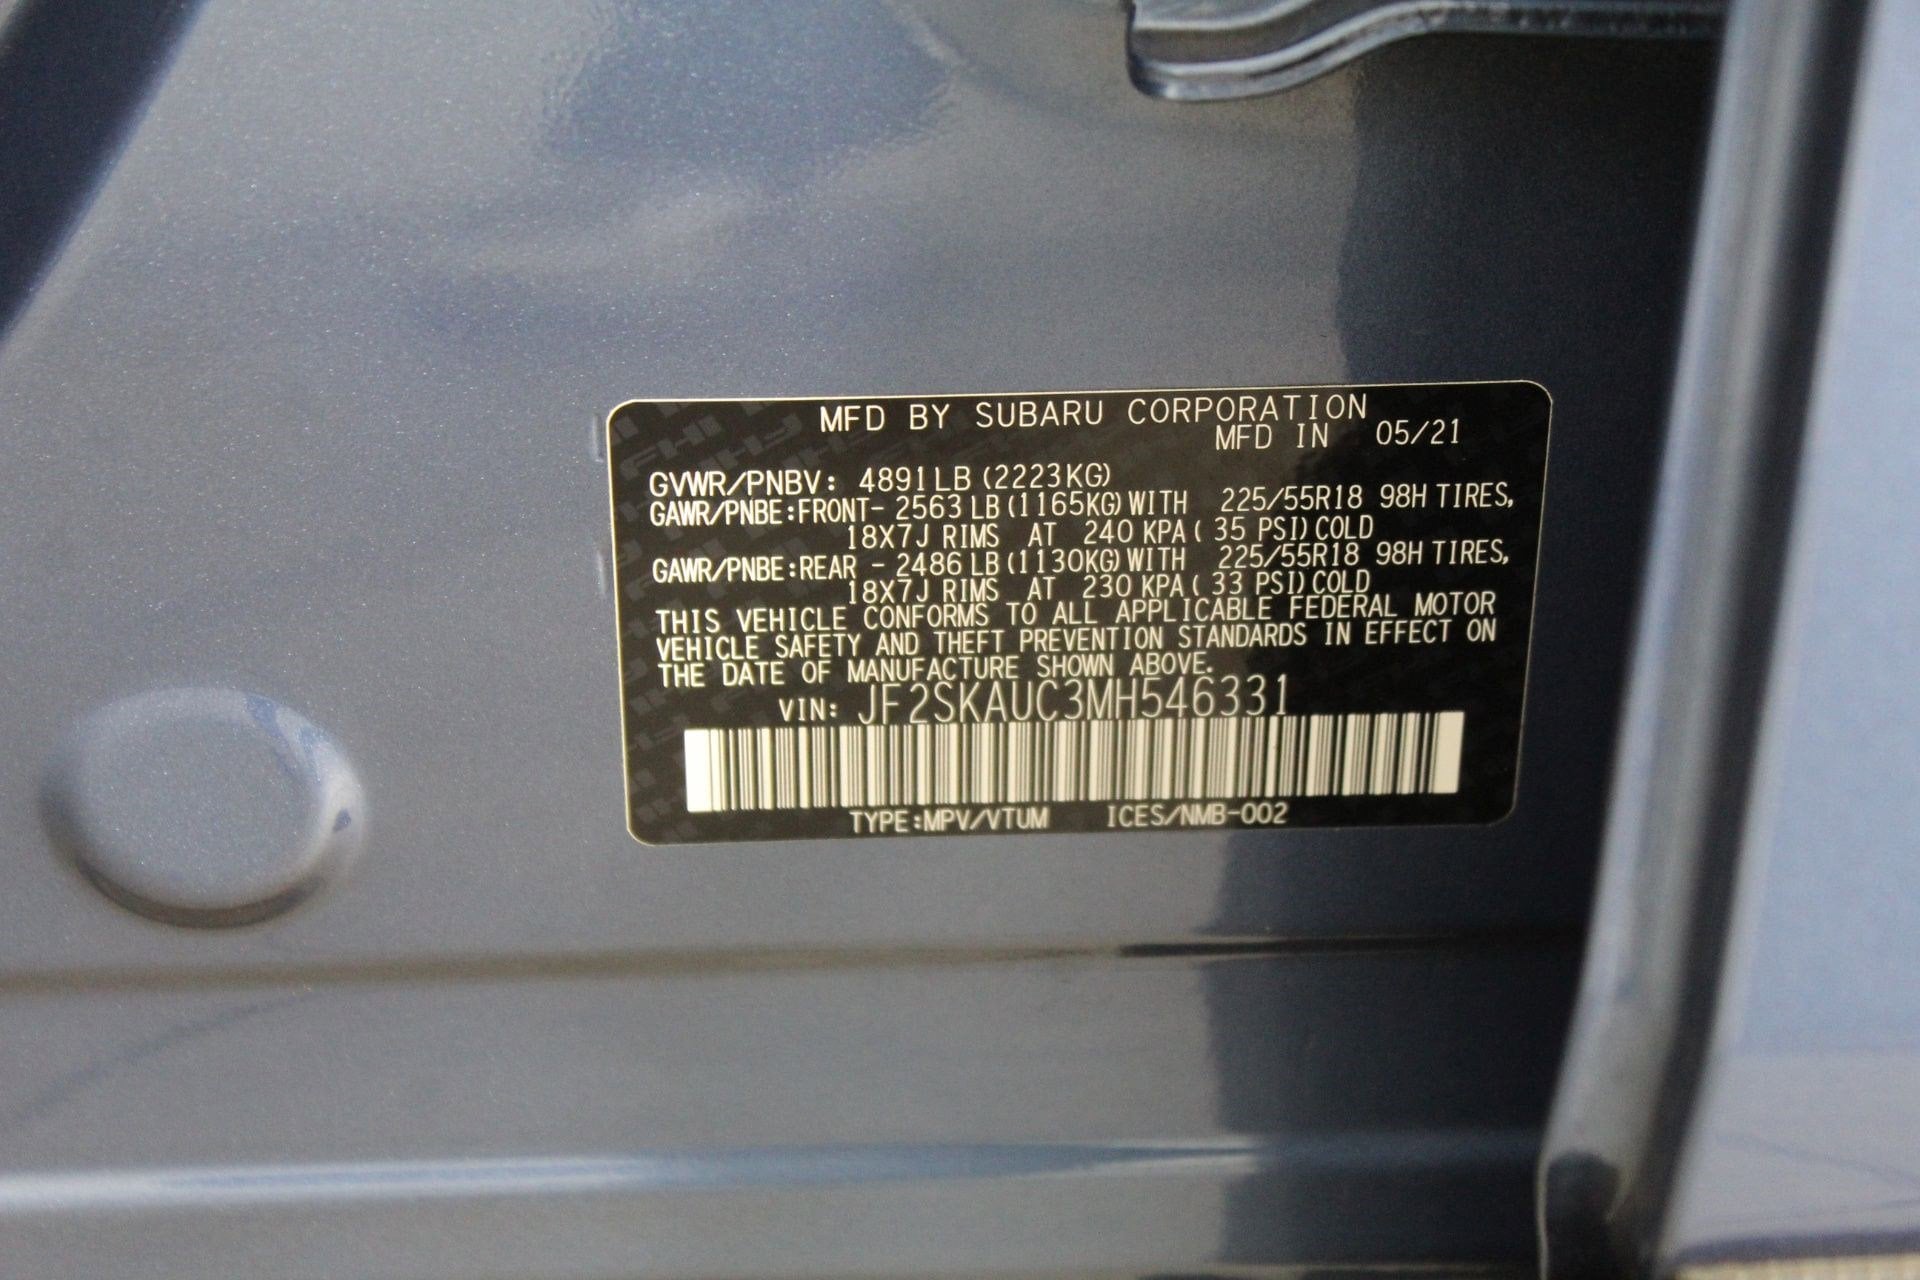 MFD BY SUBARU CORPORATION
MFD IN 05/21
GVWR/PNBV: 4891LB (2223KG)
GAWR/PNBE:FRONT- 2563 LB (1165KG) WITH 225/55R18 98H TIRES,
18X7J RIMS AT 240 KPA ( 35 PSI) COLD
GAWR/PNBE:REAR - 2486 LB (1130KG) WITH 225/55R18 98H TIRES,
18X7J RIMS AT 230 KPA ( 33 PSI) COLD
THIS VEHICLE CONFORMS TO ALL APPLICABLE FEDERAL MOTOR
VEHICLE SAFETY AND THEFT PREVENTION STANDARDS IN EFFECT ON
THE DATE OF MANUFACTURE SHOWN ABOVE.
VIN: JF2SKAUC3MH546331
TYPE:MPV/VTUM ICES/NMB-002